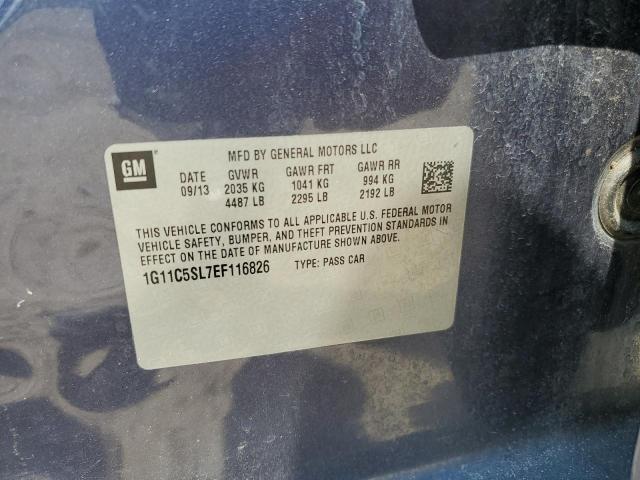 GM
MFD BY GENERAL MOTORS LLC
DATE GVWR GAWR FRT GAWR RR
09/13 2035 KG 1041 KG 994 KG
4487 LB 2295 LB 2192 LB
THIS VEHICLE CONFORMS TO ALL APPLICABLE U.S. FEDERAL MOTOR
VEHICLE SAFETY, BUMPER, AND THEFT PREVENTION STANDARDS IN
EFFECT ON THE DATE OF MANUFACTURE SHOWN ABOVE.
1G11C5SL7EF116826 TYPE: PASS CAR